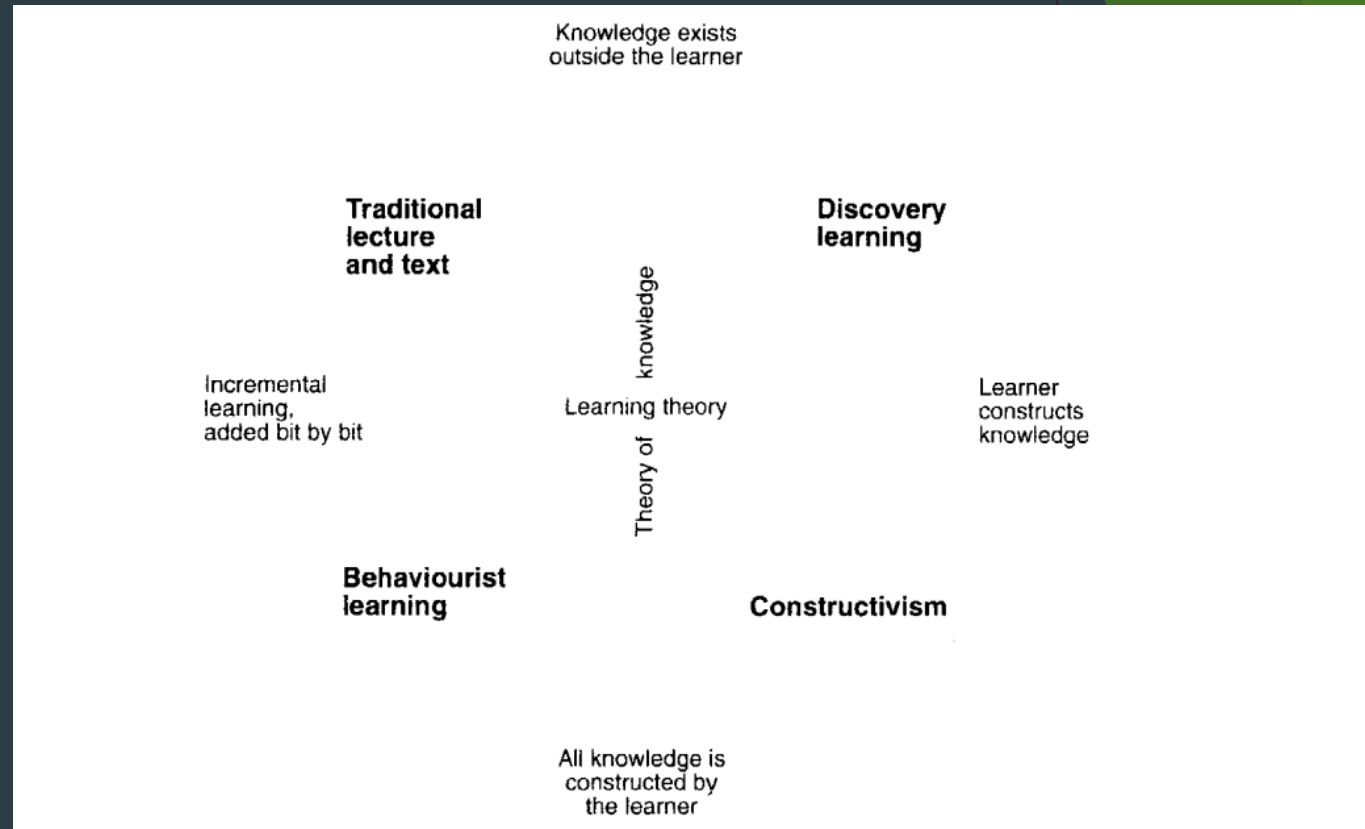 Knowledge exists
outside the learner
Traditional
lecture
and text
Discovery
learning
Incremental
learning,
added bit by bit
Learning theory
Theory of knowledge
Learner
constructs
knowledge
Behaviourist
learning
Constructivism
All knowledge is
constructed by
the learner